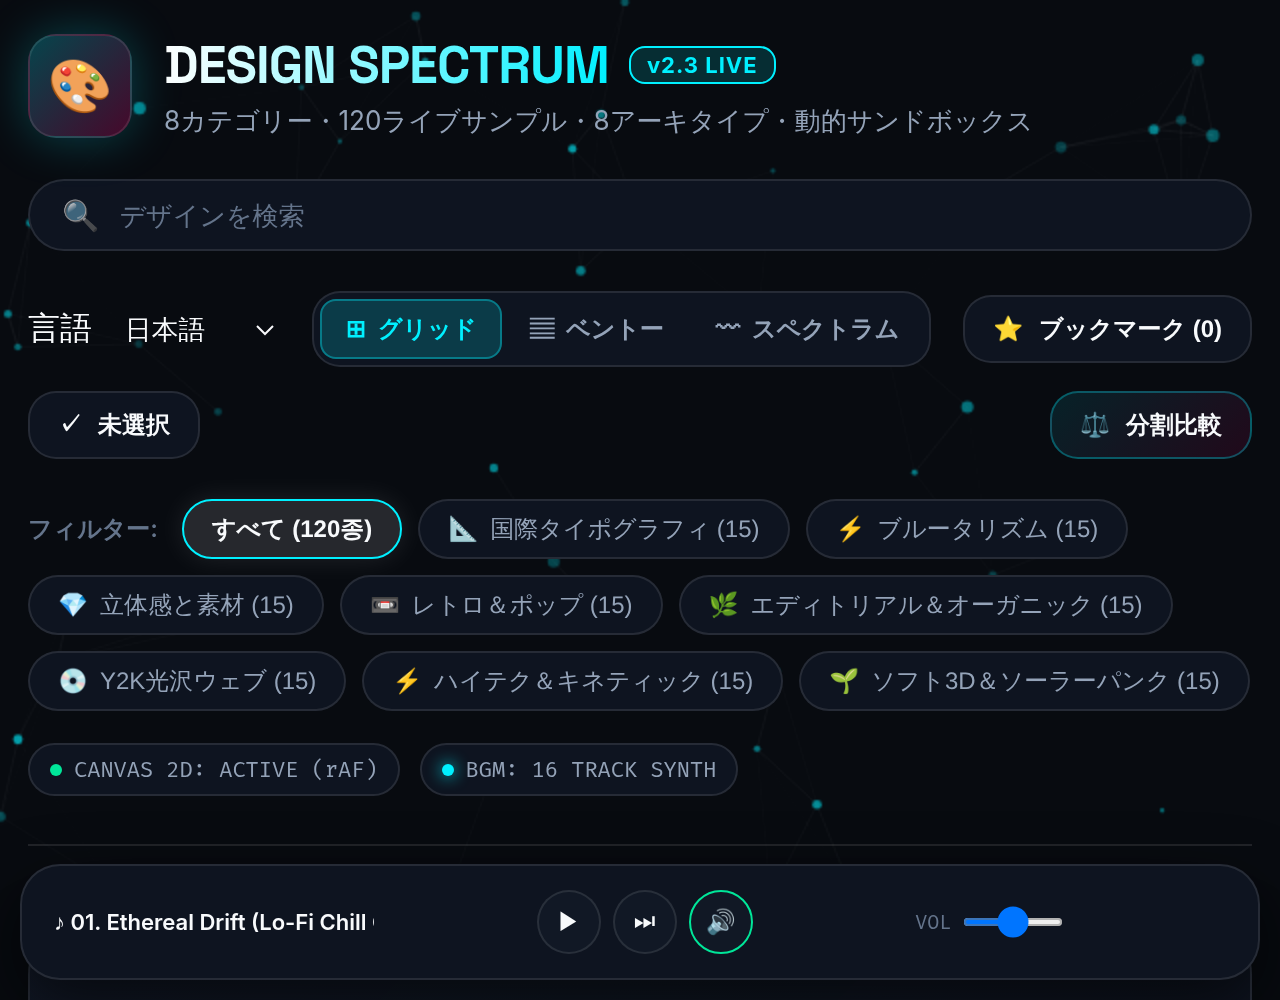 DESIGN SPECTRUM v2.3 LIVE
8カテゴリー・120ライブサンプル・8アーキタイプ・動的サンドボックス
デザインを検索
言語 日本語 グリッド ベントー スペクトラム ブックマーク (0)
✓ 未選択 分割比較
フィルター: すべて (120종) 国際タイポグラフィ (15) ブルータリズム (15)
立体感と素材 (15) レトロ＆ポップ (15) エディトリアル＆オーガニック (15)
Y2K光沢ウェブ (15) ハイテク＆キネティック (15) ソフト3D＆ソーラーパンク (15)
CANVAS 2D: ACTIVE (rAF) BGM: 16 TRACK SYNTH
♪ 01. Ethereal Drift (Lo-Fi Chill VOL